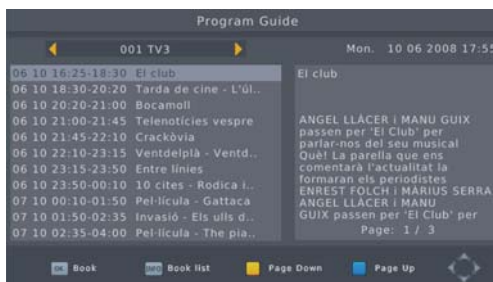 Program Guide
001 TV3
Mon. 10 06 2008 17:55
06 10 16:25-18:30 El club
06 10 18:30-20:20 Tarda de cine - L'úl..
06 10 20:20-21:00 Bocamoll
06 10 21:00-21:45 Telenotícies vespre
06 10 21:45-22:10 Crackòvia
06 10 22:10-23:15 Ventdelplà - Ventd..
06 10 23:15-23:50 Entre línies
06 10 23:50-00:10 10 cites - Rodica i..
07 10 00:10-01:50 Pel·lícula - Gattaca
07 10 01:50-02:35 Invasió - Els ulls d..
07 10 02:35-04:00 Pel·lícula - The pia..
El club
ANGEL LLÀCER i MANU GUIX
passen per 'El Club' per
parlar-nos del seu musical
Què! La parella que ens
comentarà l'actualitat la
formaran els periodistes
ENREST FOLCH i MÀRIUS SERRA
ANGEL LLÀCER i MANU
GUIX passen per 'El Club' per
Page: 1 / 3
OK Book
INFO Book list
Page Down
Page Up